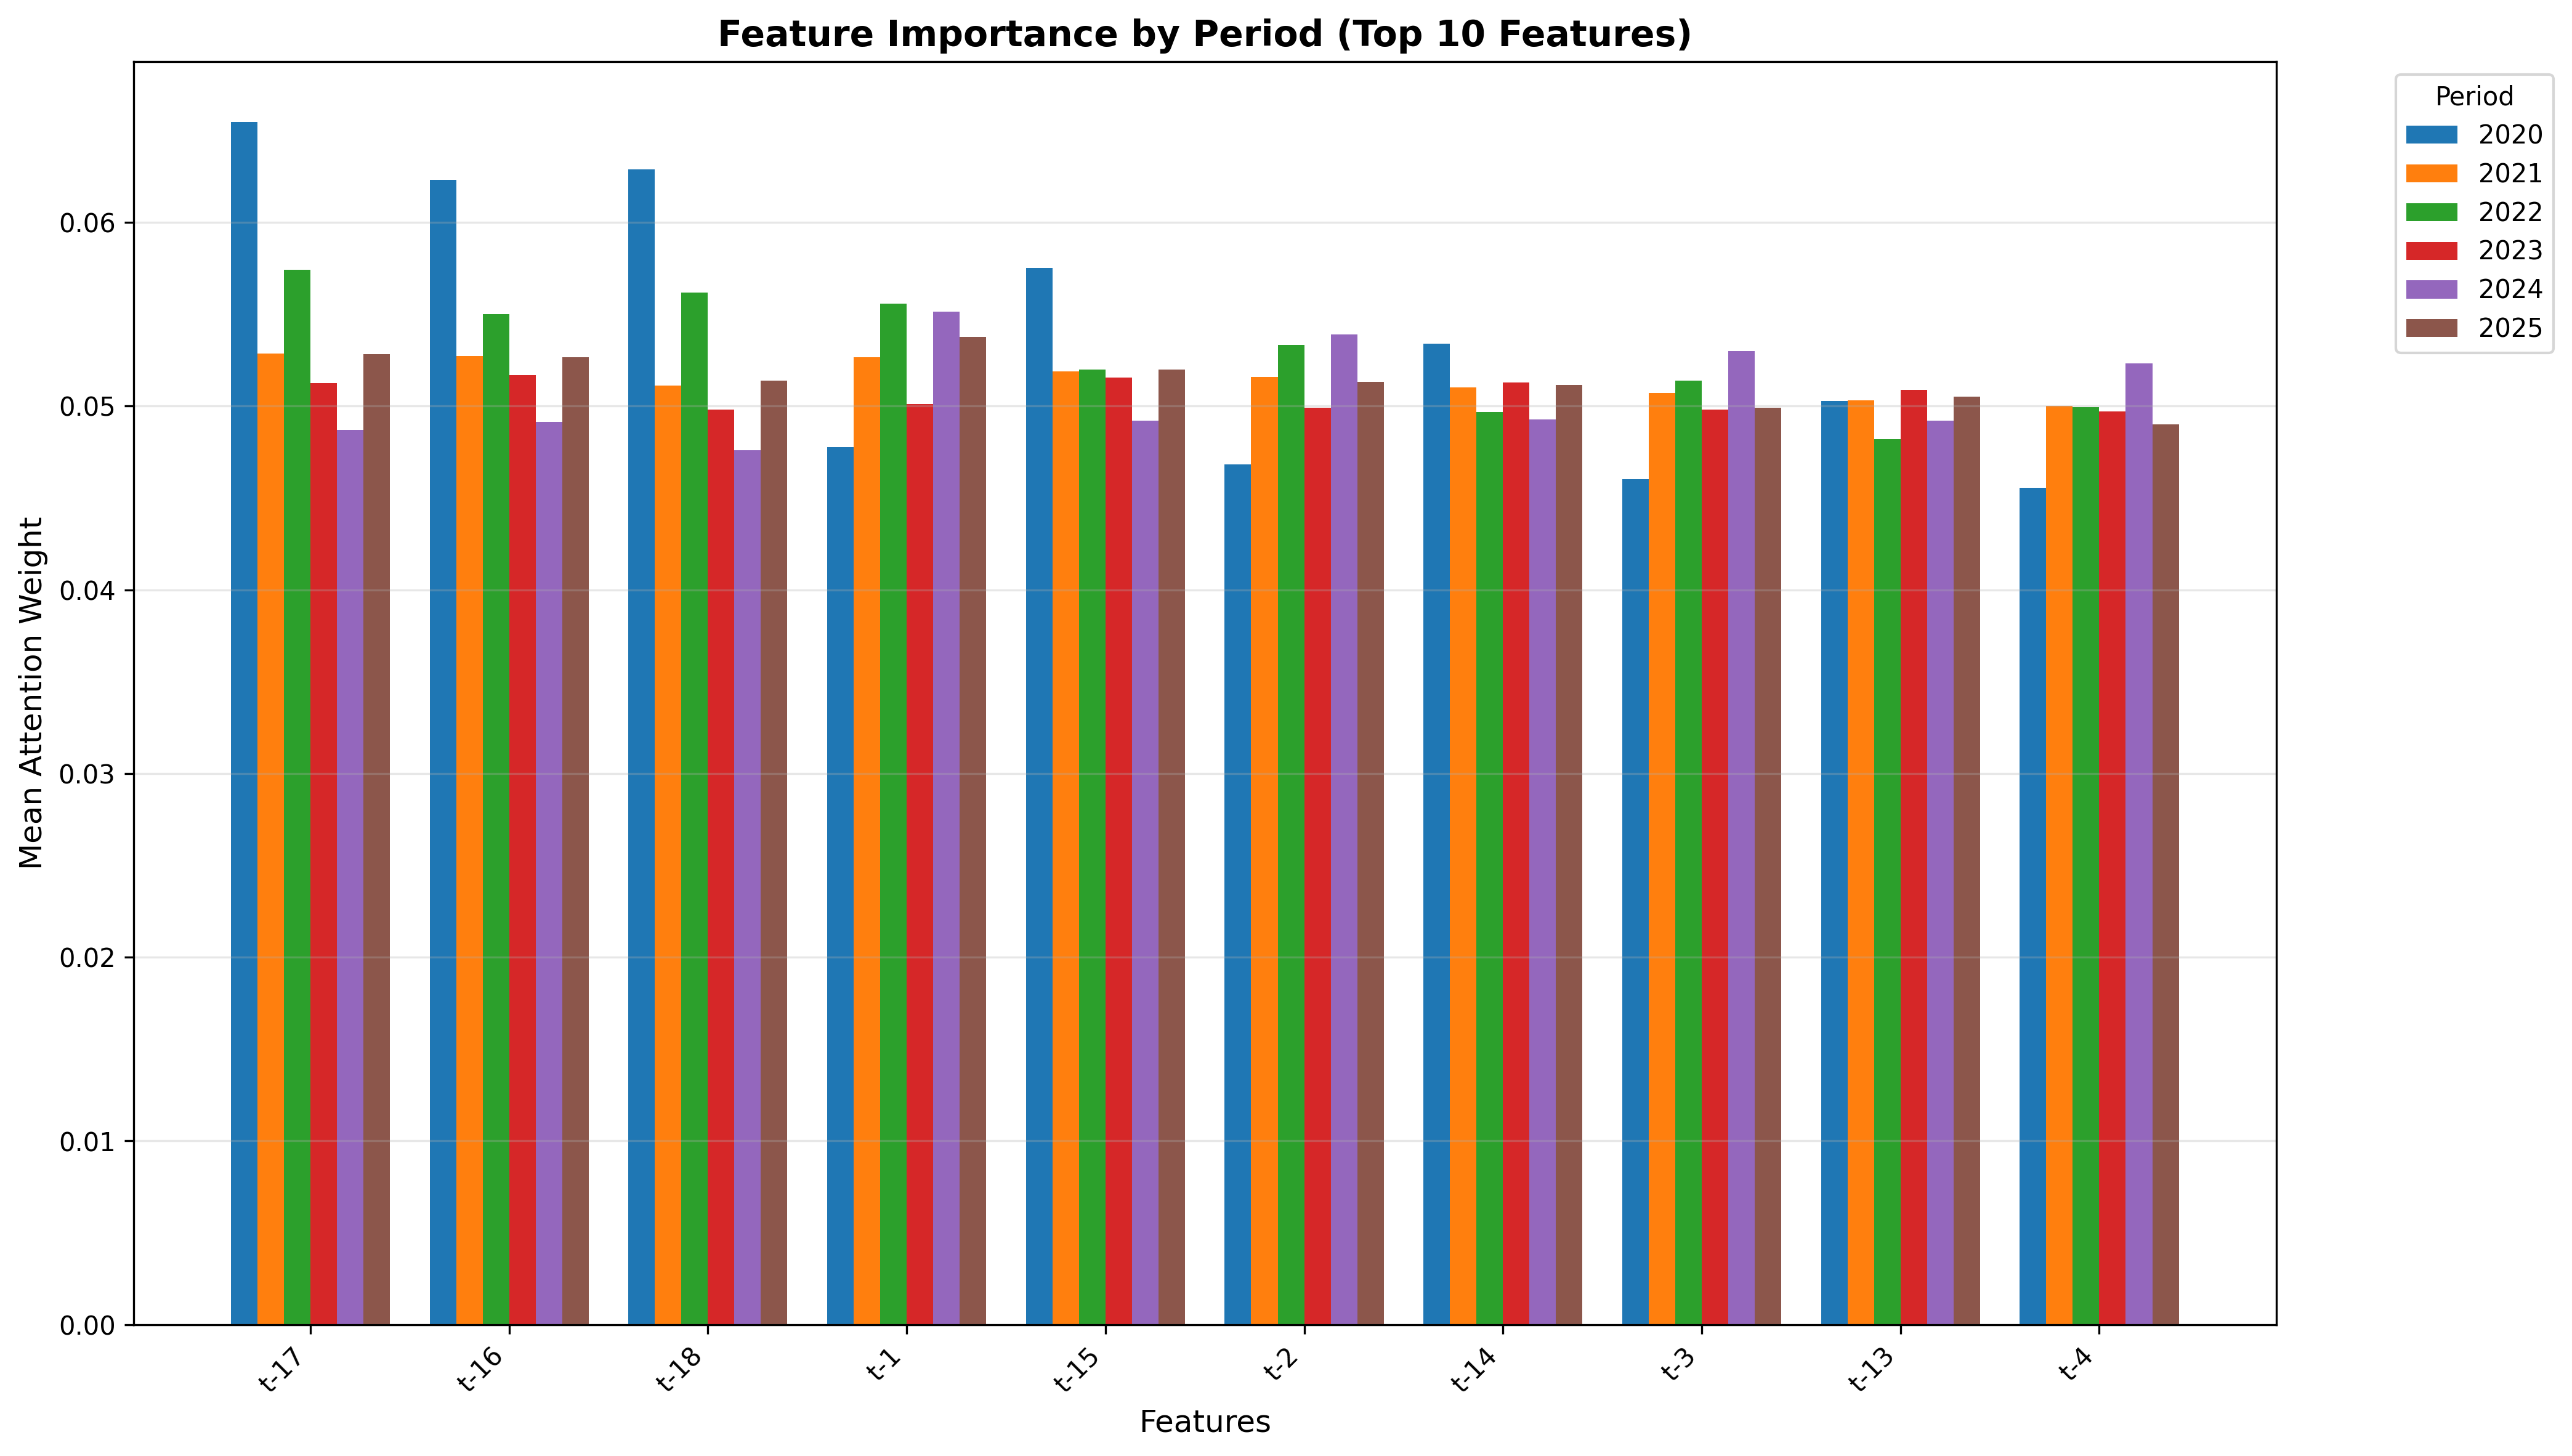 Feature Importance by Period (Top 10 Features)
Period
2020
2021
2022
2023
2024
2025
Mean Attention Weight
0.06
0.05
0.04
0.03
0.02
0.01
0.00
t-17
t-16
t-18
t-1
t-15
t-2
t-14
t-3
t-13
t-4
Features